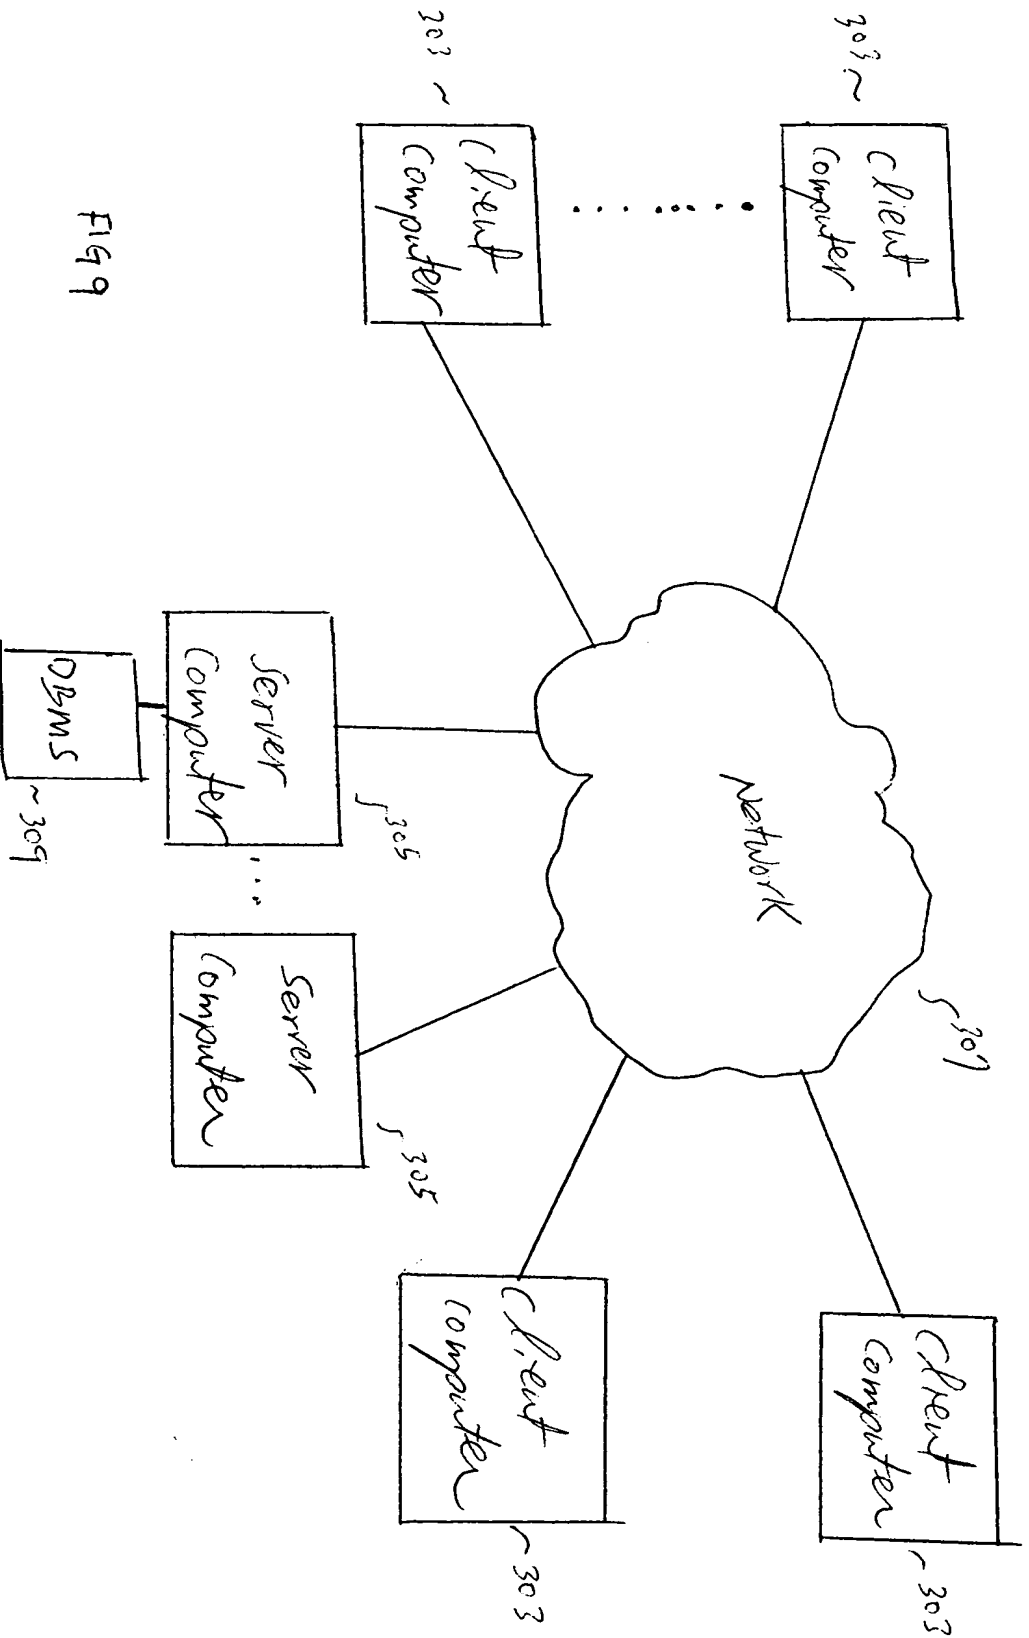 303 ~
Client
Computer
~ 303
Client
Computer
307
Network
303 ~
Client
Computer
Client
Computer
~ 303
305
Server
Computer
305
Server
Computer
DBMS
~ 309
FIG 9